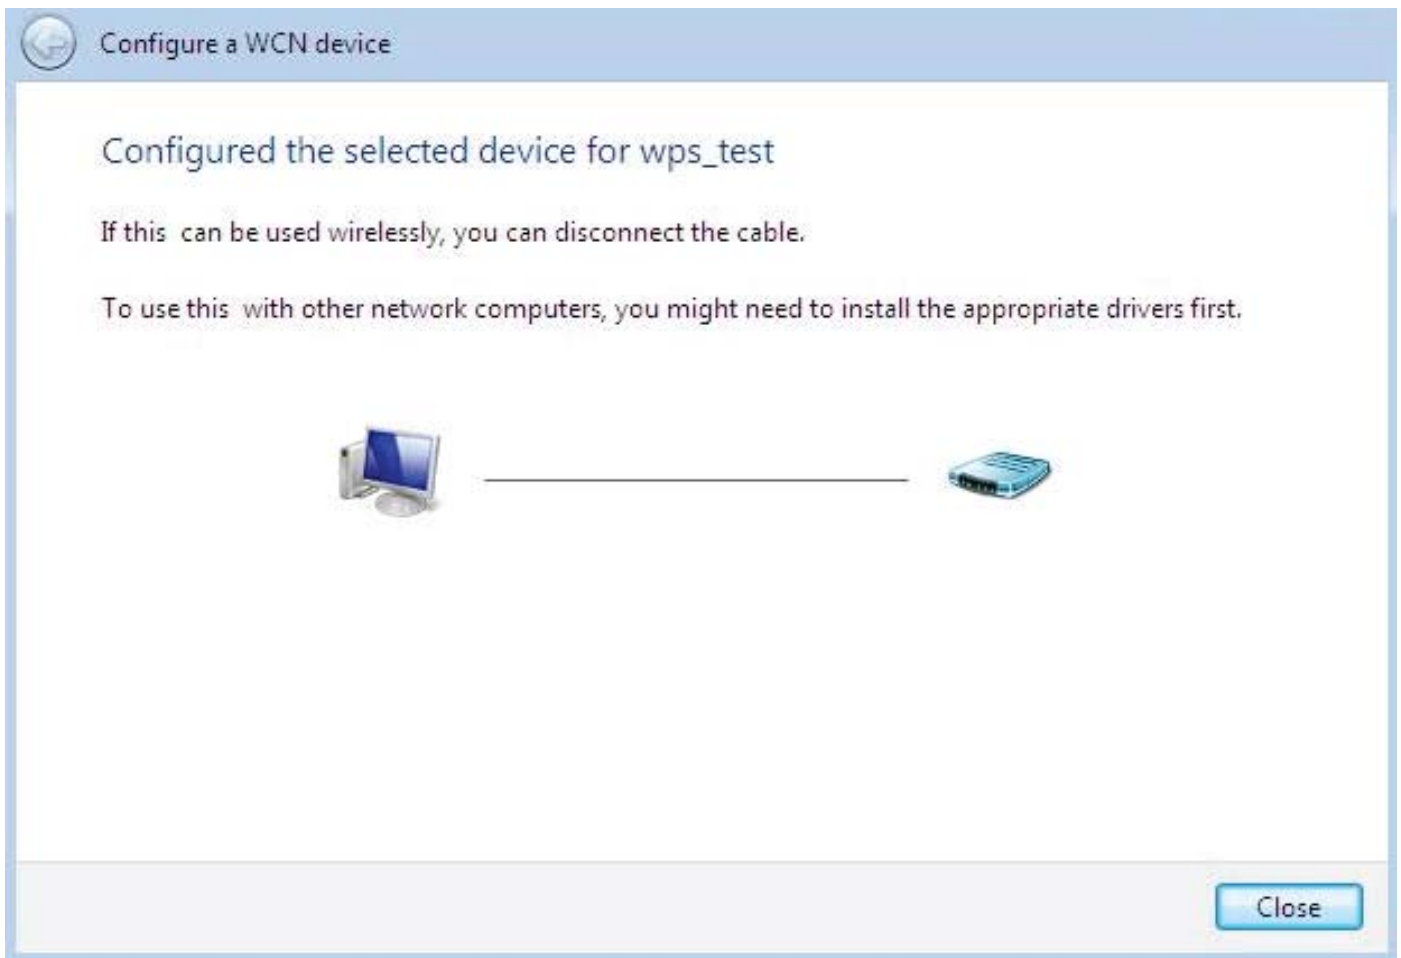 Configure a WCN device
Configured the selected device for wps_test
If this  can be used wirelessly, you can disconnect the cable.
To use this  with other network computers, you might need to install the appropriate drivers first.
Close